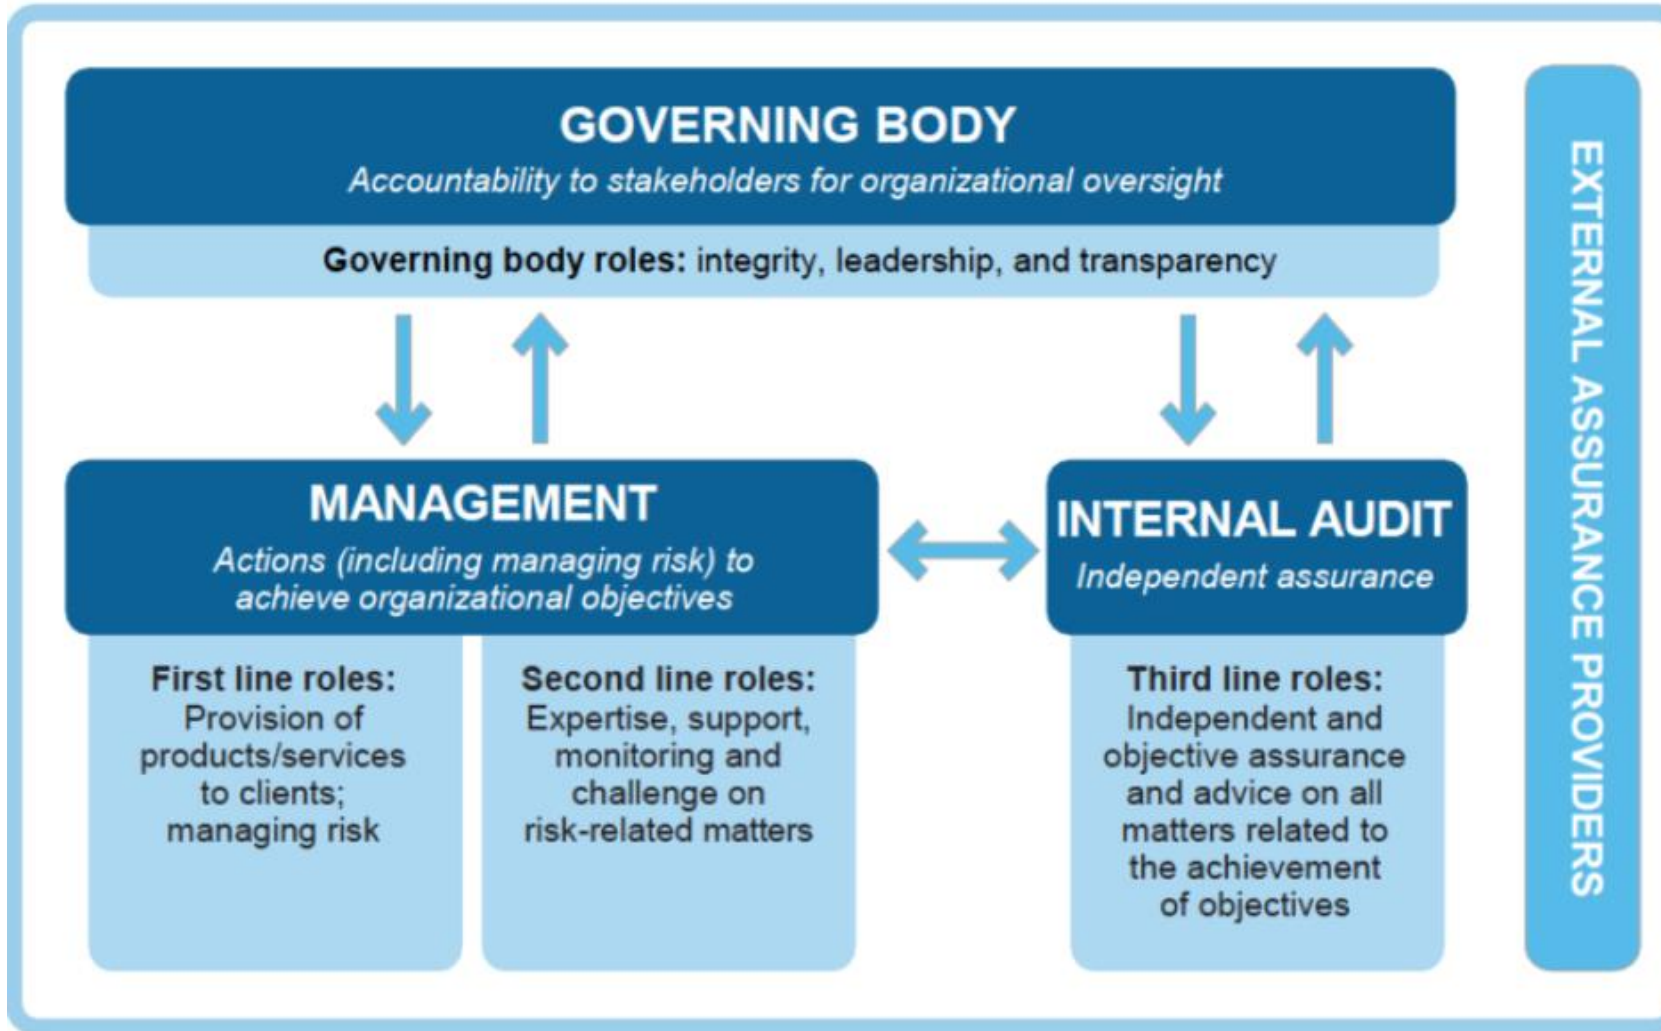 GOVERNING BODY
Accountability to stakeholders for organizational oversight
Governing body roles: integrity, leadership, and transparency
MANAGEMENT
Actions (including managing risk) to
achieve organizational objectives
First line roles:
Provision of
products/services
to clients;
managing risk
Second line roles:
Expertise, support,
monitoring and
challenge on
risk-related matters
INTERNAL AUDIT
Independent assurance
Third line roles:
Independent and
objective assurance
and advice on all
matters related to
the achievement
of objectives
EXTERNAL ASSURANCE PROVIDERS